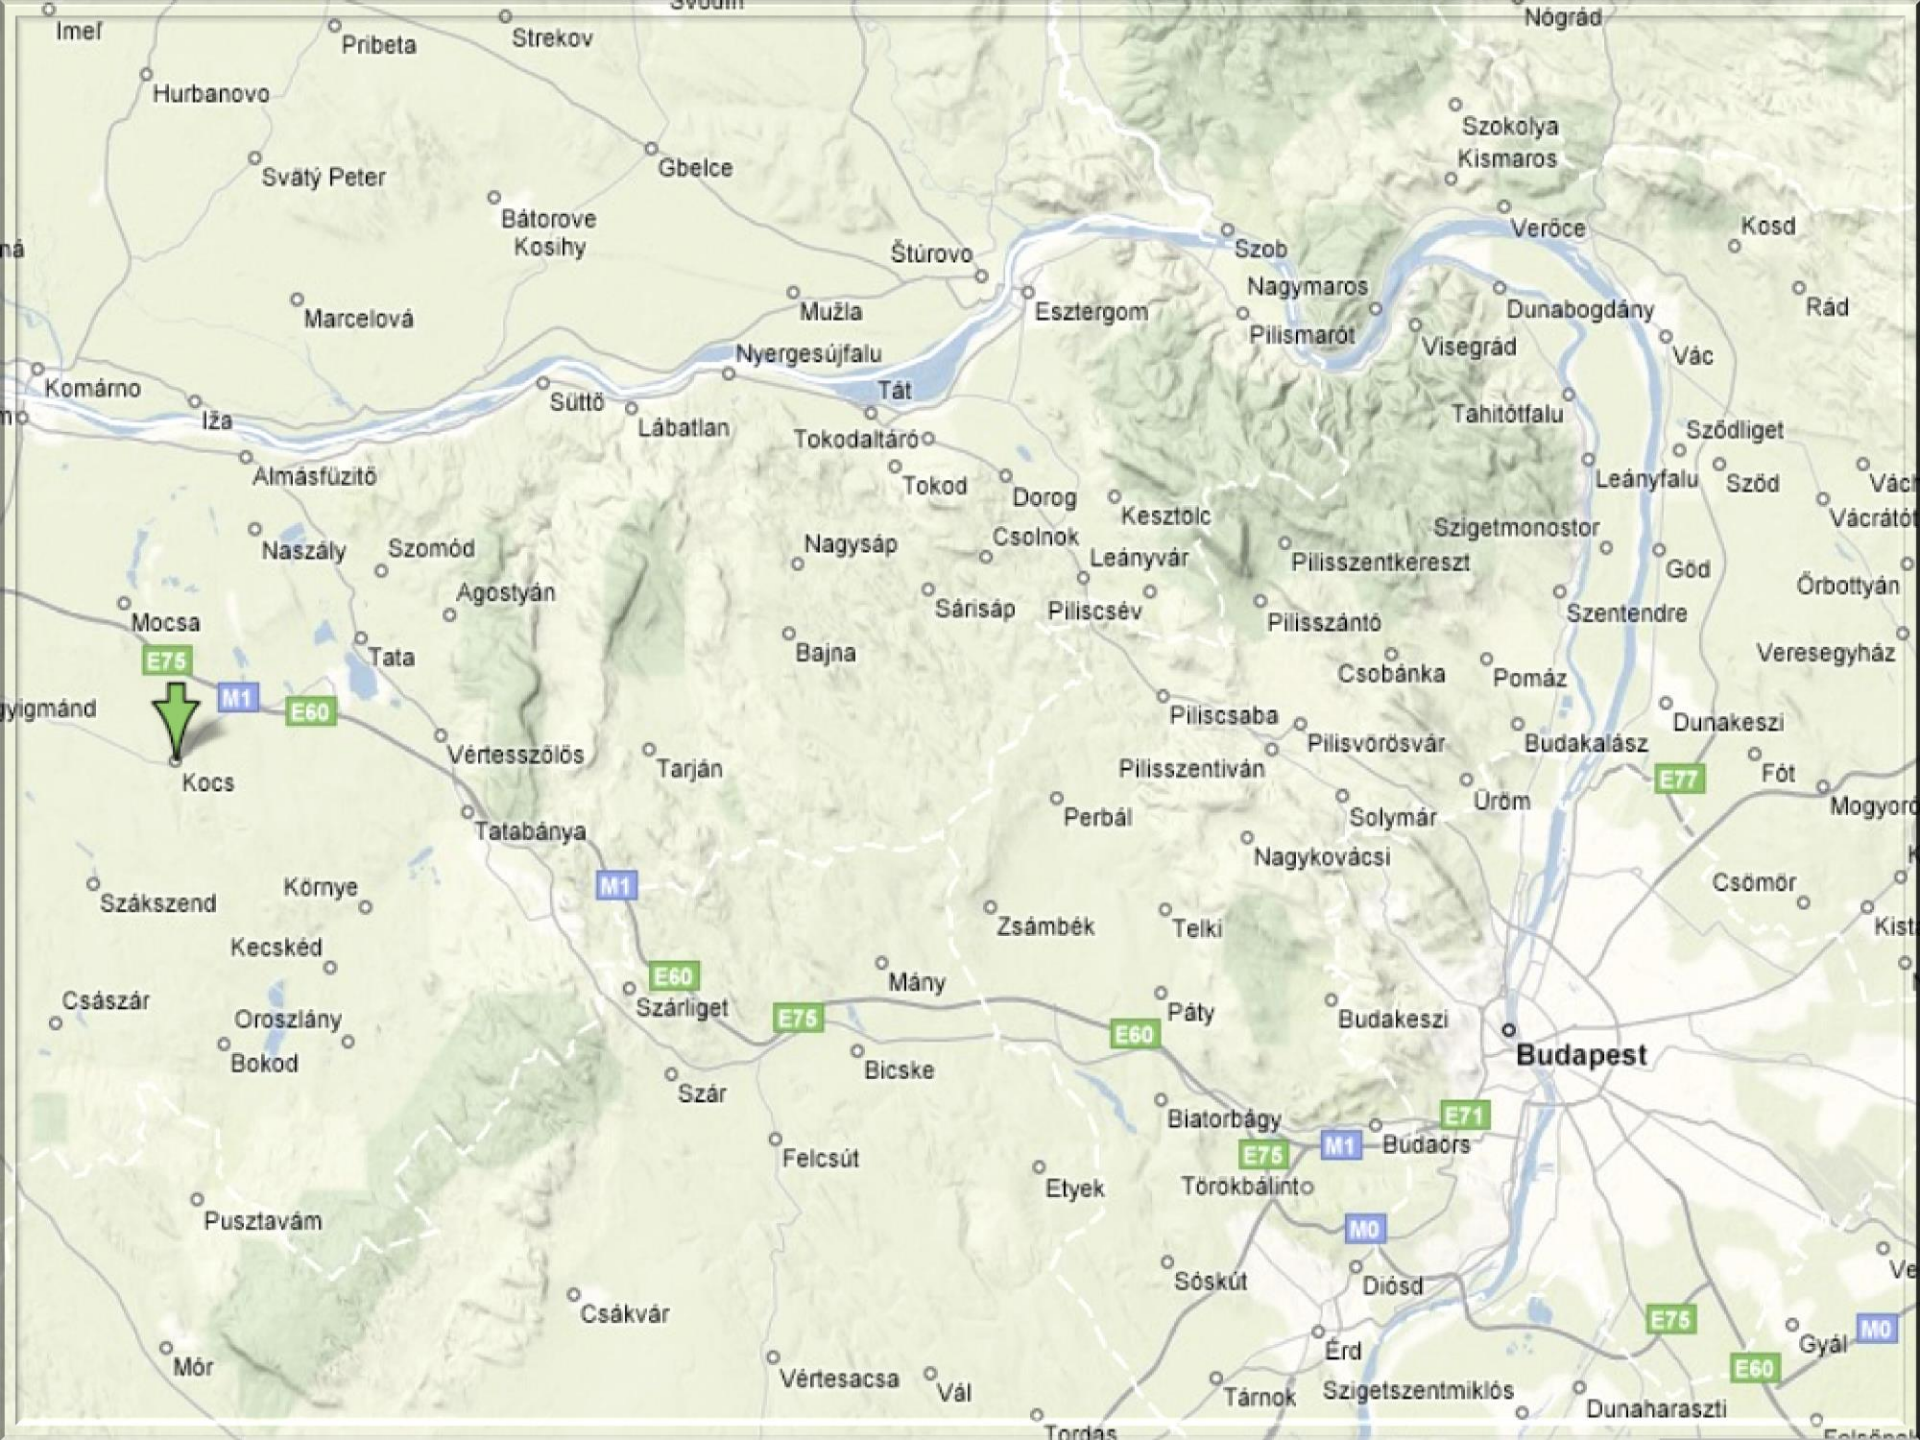 Imeľ
Pribeta
Strekov
Nógrád
Hurbanovo
Szokolya
Kismaros
Svätý Peter
Gbelce
Bátorove
Kosihy
Verőce
Kosd
Štúrovo
Szob
Nagymaros
Dunabogdány
Rád
Marcelová
Mužla
Esztergom
Pilismarót
Visegrád
Vác
Nyergesújfalu
Komárno
Iža
Süttő
Tát
Tahitótfalu
Lábatlan
Tokodaltáró
Sződliget
Almásfüzitő
Tokod
Dorog
Leányfalu
Sződ
Kesztölc
Naszály
Szomód
Nagysáp
Csolnok
Leányvár
Szigetmonostor
Pilisszentkereszt
Göd
Agostyán
Sárisáp
Piliscsév
Őrbottyán
Mocsa
Pilisszántó
Szentendre
E75
Tata
Bajna
Csobánka
Pomáz
Veresegyház
M1
E60
Piliscsaba
Pilisvörösvár
Budakalász
Dunakeszi
Kocs
Vértesszőlős
Tarján
Pilisszentiván
E77
Fót
Tatabánya
Perbál
Solymár
Üröm
Nagykovácsi
M1
Szákszend
Környe
Csömör
Zsámbék
Telki
Kecskéd
E60
Mány
Császár
Oroszlány
Szárliget
E75
E60
Páty
Budakeszi
Bokod
Bicske
Budapest
Szár
Biatorbágy
E71
Felcsút
E75
M1
Budaörs
Etyek
Törökbálint
Pusztavám
M0
Sóskút
Diósd
Csákvár
E75
M0
Érd
Gyál
Mór
Vértesacsa
Vál
Tárnok
Szigetszentmiklós
E60
Dunaharaszti
Tordas